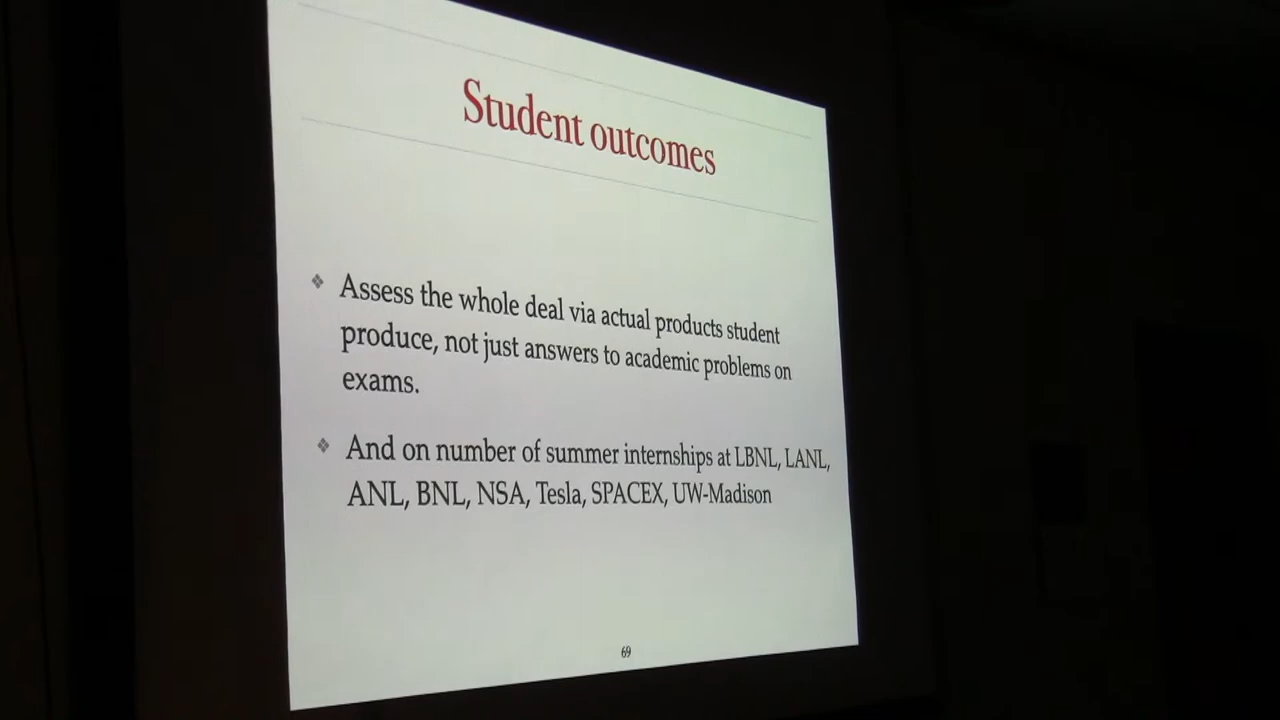 Student outcomes
❖ Assess the whole deal via actual products student
produce, not just answers to academic problems on
exams.
❖ And on number of summer internships at LBNL, LANL,
ANL, BNL, NSA, Tesla, SPACEX, UW-Madison
69